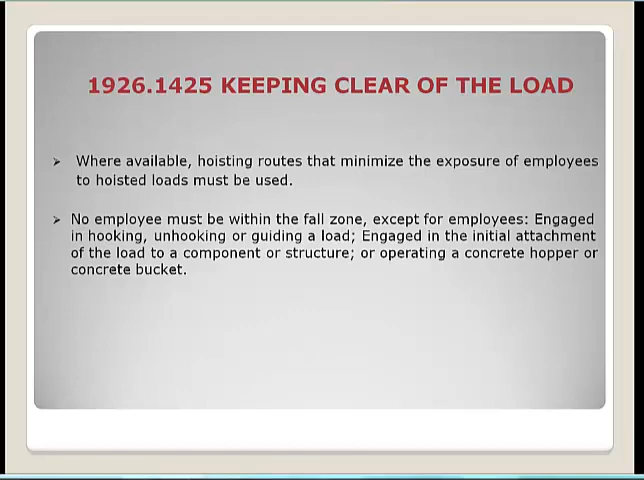 1926.1425 KEEPING CLEAR OF THE LOAD
➢ Where available, hoisting routes that minimize the exposure of employees
to hoisted loads must be used.
➢ No employee must be within the fall zone, except for employees: Engaged
in hooking, unhooking or guiding a load; Engaged in the initial attachment
of the load to a component or structure; or operating a concrete hopper or
concrete bucket.